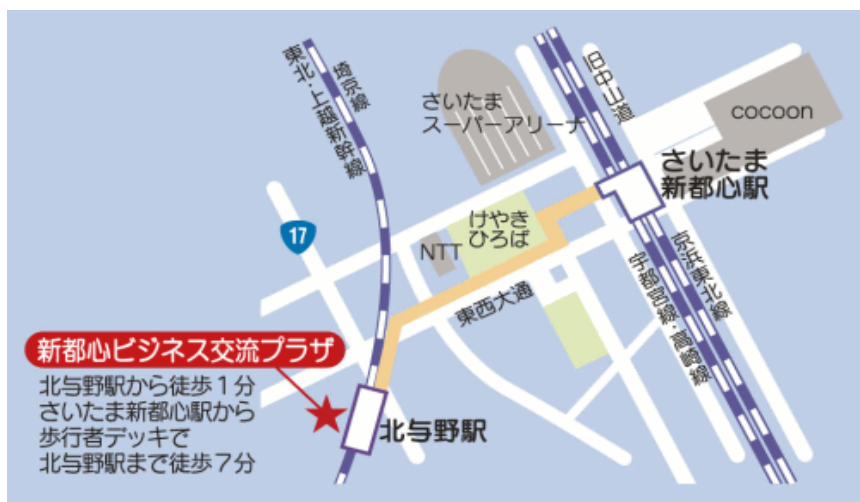 埼京線
東北・上越新幹線
さいたま
スーパーアリーナ
旧中山道
cocoon
さいたま
新都心駅
17
けやき
ひろば
NTT
東西大通
京浜東北線
宇都宮線・高崎線
新都心ビジネス交流プラザ
北与野駅から徒歩1分
さいたま新都心駅から
歩行者デッキで
北与野駅まで徒歩7分
北与野駅